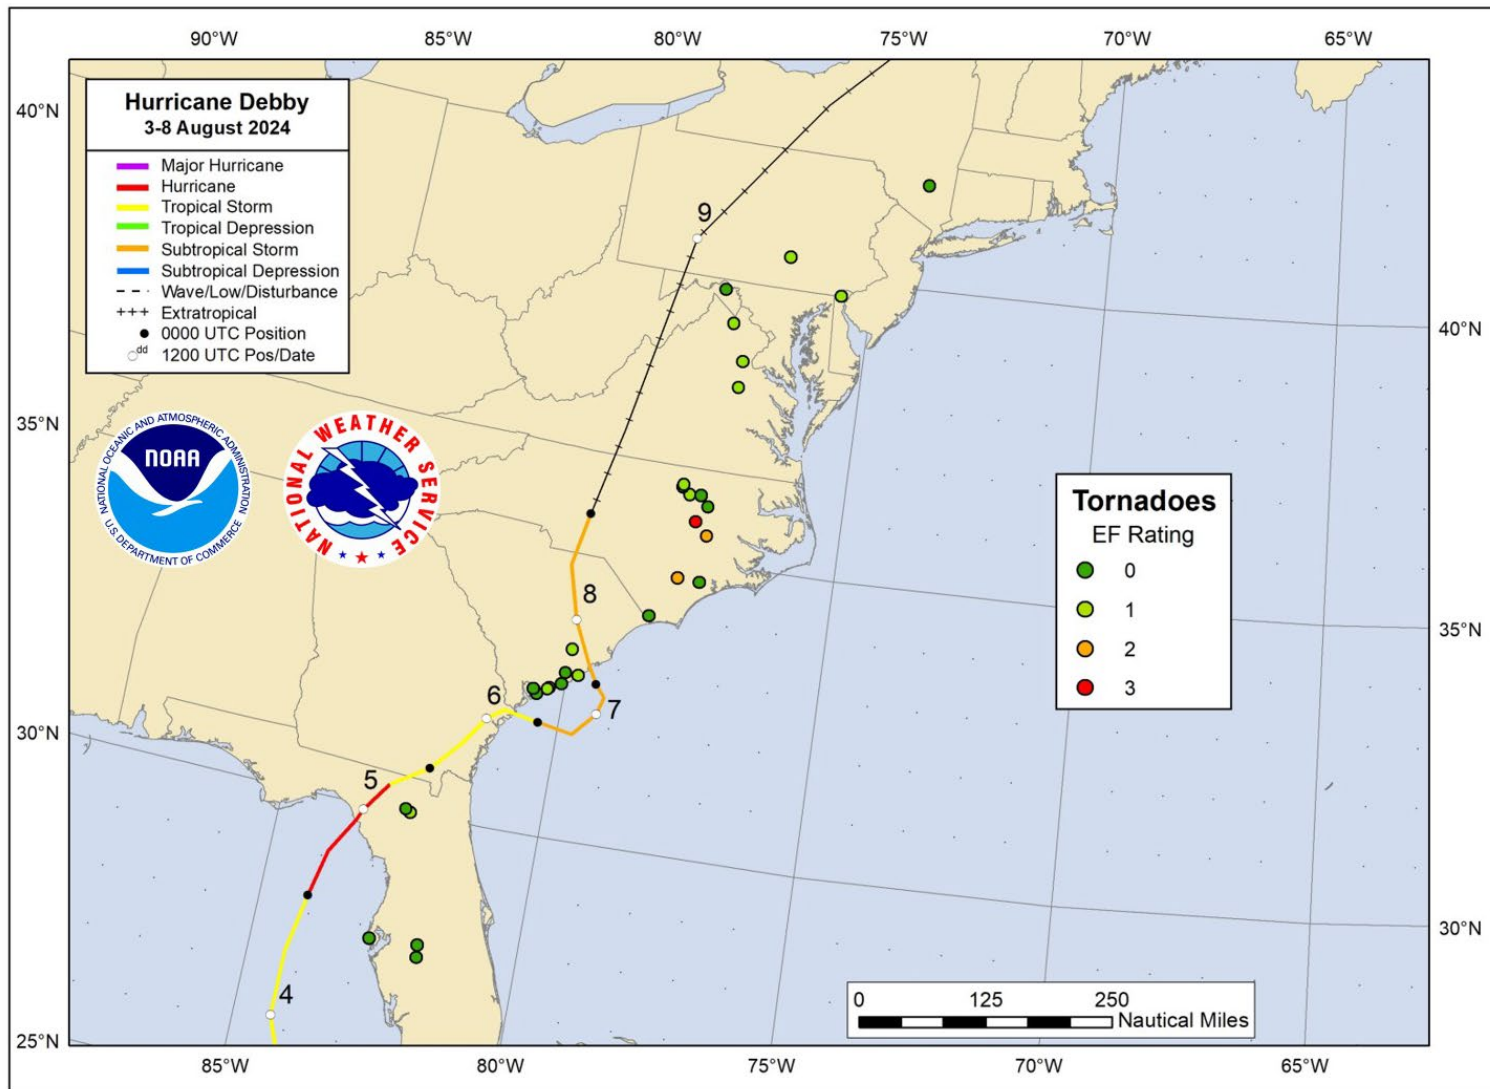 90°W 85°W 80°W 75°W 70°W 65°W
Hurricane Debby
3-8 August 2024
Major Hurricane
Hurricane
Tropical Storm
Tropical Depression
Subtropical Storm
Subtropical Depression
Wave/Low/Disturbance
+++ Extratropical
0000 UTC Position
dd 1200 UTC Pos/Date
40°N
40°N
35°N
35°N
30°N
30°N
25°N
NATIONAL OCEANIC AND ATMOSPHERIC ADMINISTRATION
NOAA
U.S. DEPARTMENT OF COMMERCE
NATIONAL WEATHER SERVICE
9
8
7
6
5
4
Tornadoes
EF Rating
0
1
2
3
0 125 250
Nautical Miles
85°W 80°W 75°W 70°W 65°W